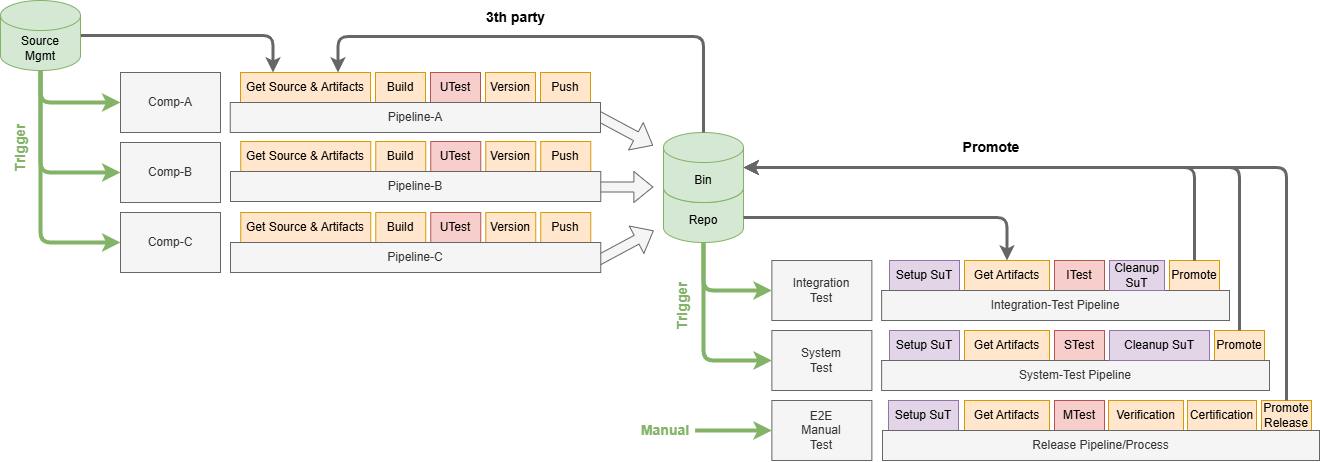 3th party
Source
Mgmt
Trigger
Comp-A
Get Source & Artifacts
Build
UTest
Version
Push
Pipeline-A
Comp-B
Get Source & Artifacts
Build
UTest
Version
Push
Pipeline-B
Comp-C
Get Source & Artifacts
Build
UTest
Version
Push
Pipeline-C
Bin
Repo
Promote
Trigger
Integration
Test
Setup SuT
Get Artifacts
ITest
Cleanup
SuT
Promote
Integration-Test Pipeline
System
Test
Setup SuT
Get Artifacts
STest
Cleanup SuT
Promote
System-Test Pipeline
Manual
E2E
Manual
Test
Setup SuT
Get Artifacts
MTest
Verification
Certification
Promote
Release
Release Pipeline/Process